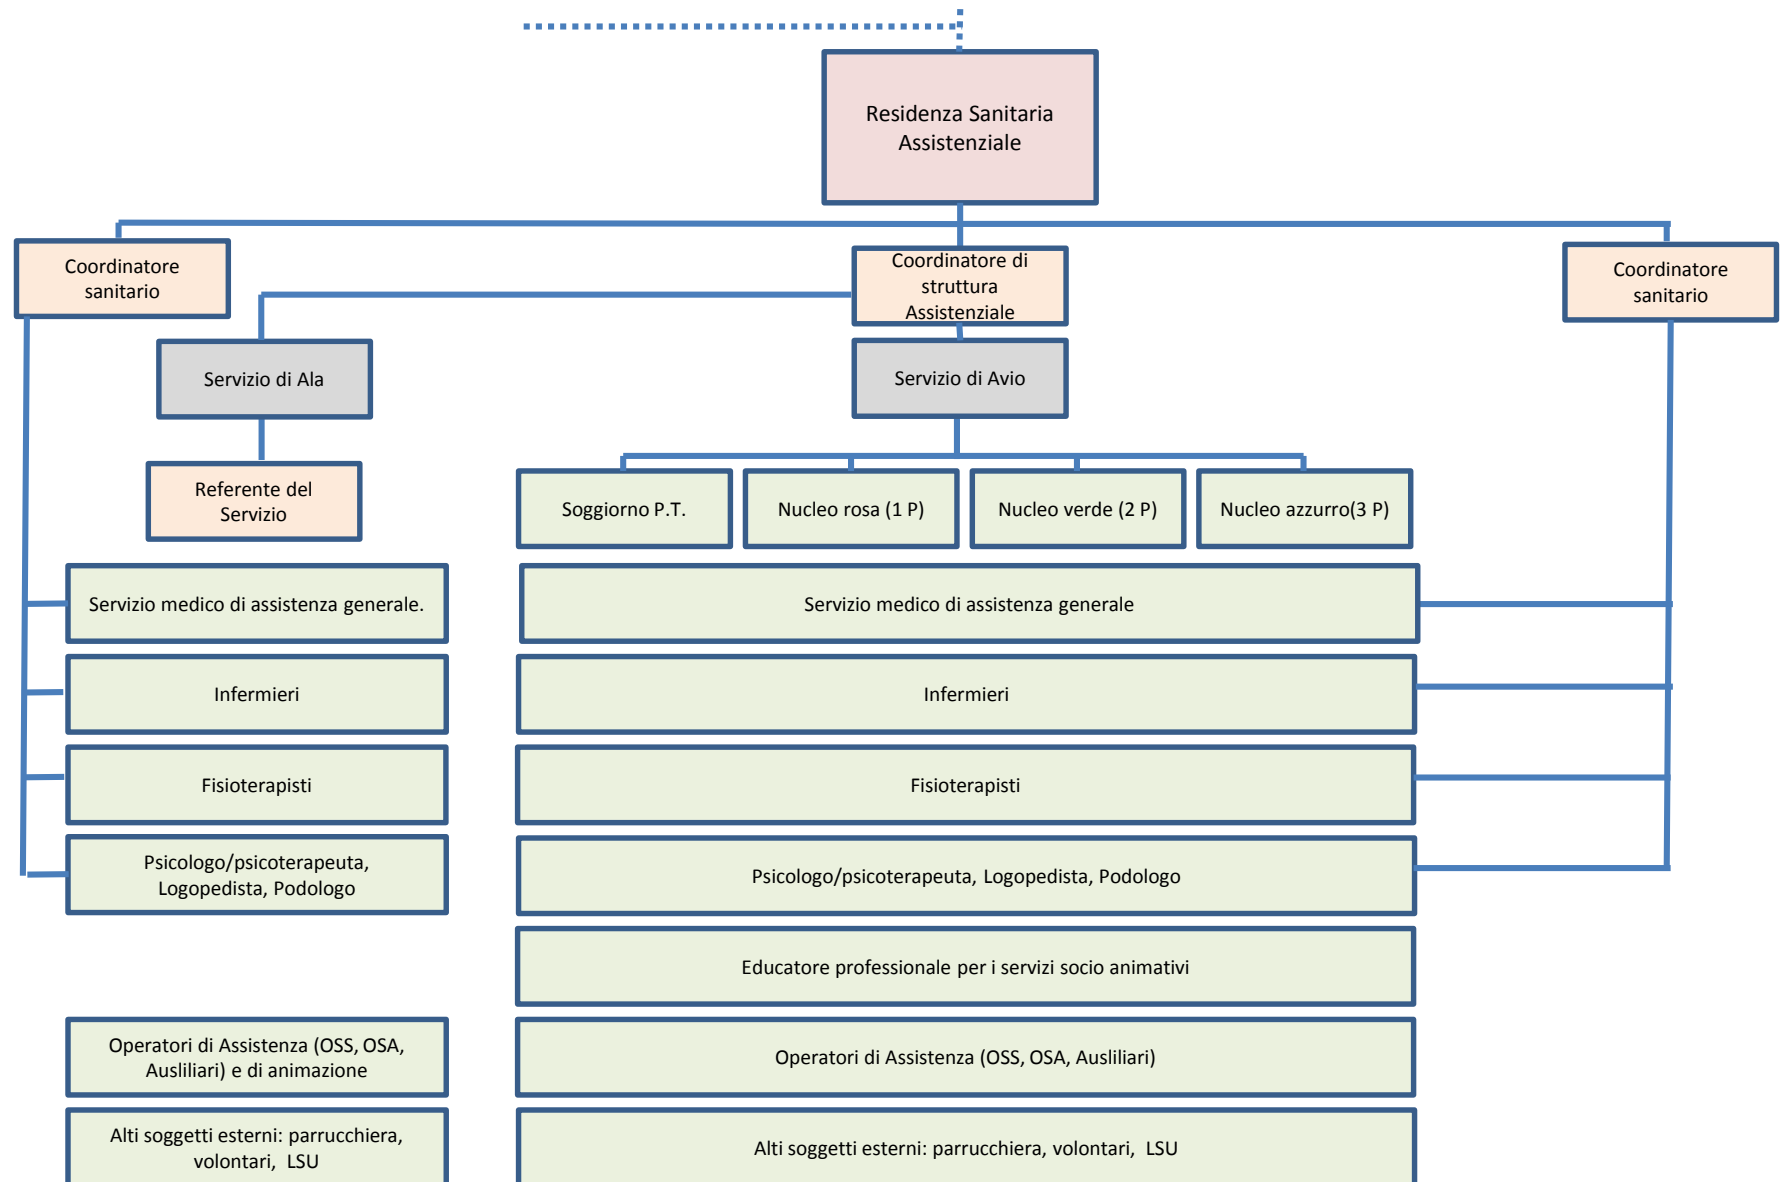 Residenza Sanitaria
Assistenziale
Coordinatore
sanitario
Coordinatore di
struttura
Assistenziale
Coordinatore
sanitario
Servizio di Ala
Servizio di Avio
Referente del
Servizio
Soggiorno P.T.
Nucleo rosa (1 P)
Nucleo verde (2 P)
Nucleo azzurro(3 P)
Servizio medico di assistenza generale.
Servizio medico di assistenza generale
Infermieri
Infermieri
Fisioterapisti
Fisioterapisti
Psicologo/psicoterapeuta,
Logopedista, Podologo
Psicologo/psicoterapeuta, Logopedista, Podologo
Educatore professionale per i servizi socio animativi
Operatori di Assistenza (OSS, OSA,
Ausliliari) e di animazione
Operatori di Assistenza (OSS, OSA, Ausliliari)
Alti soggetti esterni: parrucchiera,
volontari, LSU
Alti soggetti esterni: parrucchiera, volontari, LSU